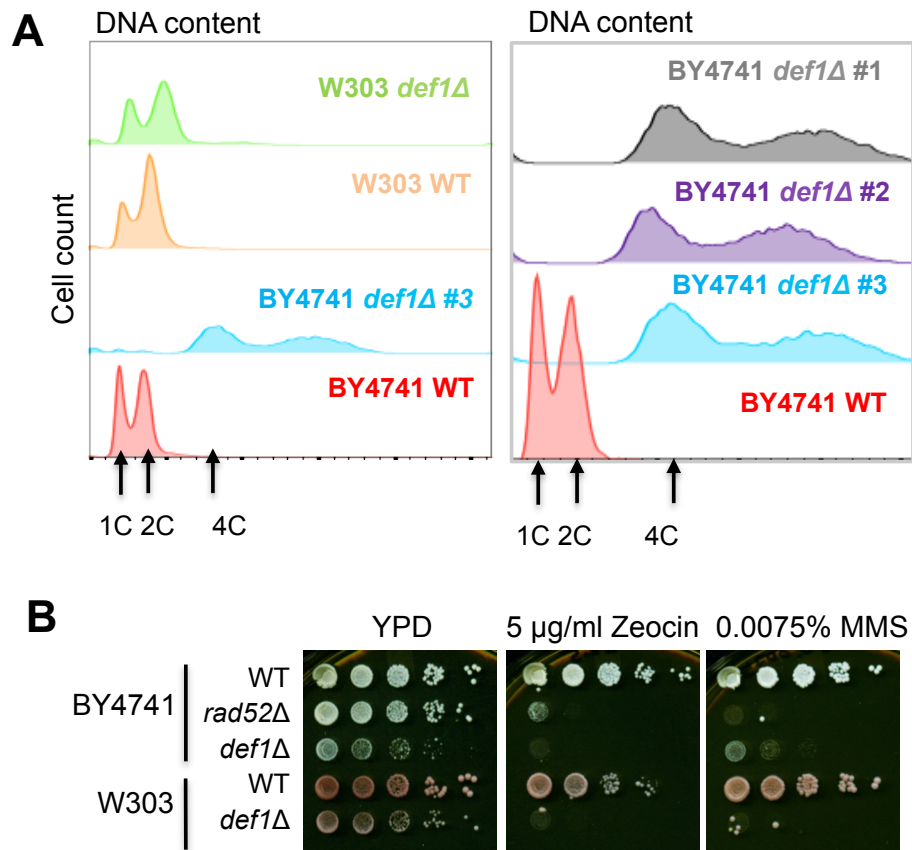 A
DNA content
DNA content
W303 def1Δ
W303 WT
BY4741 def1Δ #3
BY4741 WT
BY4741 def1Δ #1
BY4741 def1Δ #2
BY4741 def1Δ #3
BY4741 WT
Cell count
1C 2C 4C
1C 2C 4C
B
YPD 5 µg/ml Zeocin 0.0075% MMS
BY4741
WT
rad52Δ
def1Δ
W303
WT
def1Δ